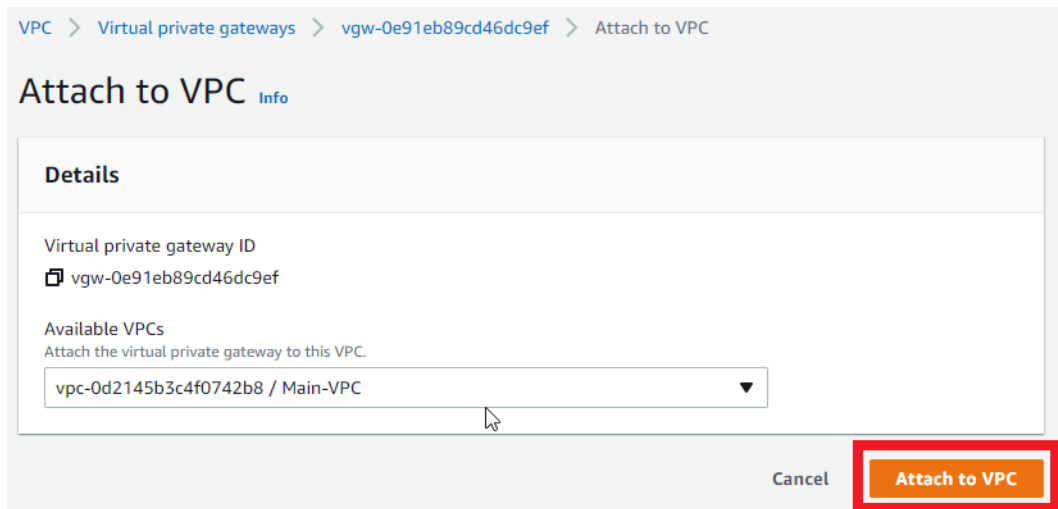 VPC > Virtual private gateways > vgw-0e91eb89cd46dc9ef > Attach to VPC
Attach to VPC Info
Details
Virtual private gateway ID
vgw-0e91eb89cd46dc9ef
Available VPCs
Attach the virtual private gateway to this VPC.
vpc-0d2145b3c4f0742b8 / Main-VPC
Cancel Attach to VPC